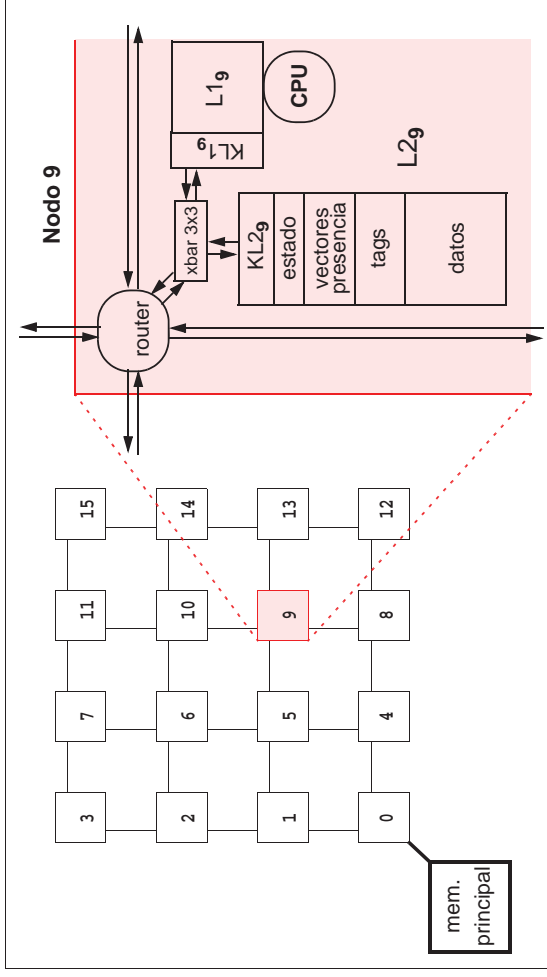 Nodo 9
3 7 11 15
2 6 10 14
1 5 9 13
0 4 8 12
mem.
principal
router
xbar 3x3
KL1₉
L1₉
CPU
KL2₉
estado
vectores
presencia
tags
datos
L2₉